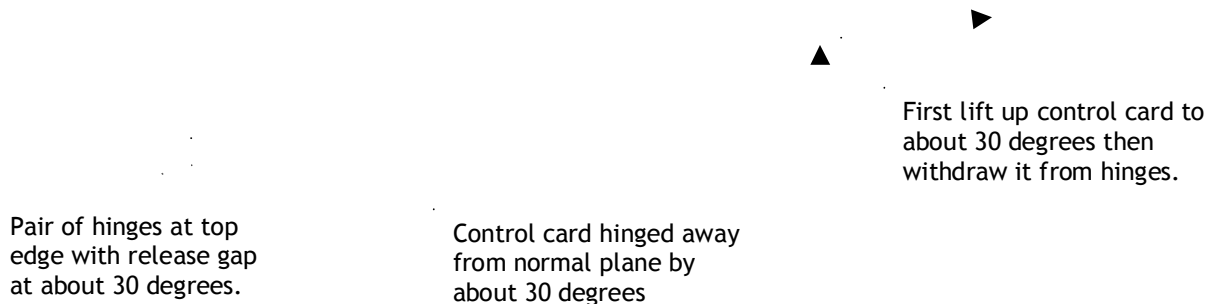 First lift up control card to
about 30 degrees then
withdraw it from hinges.
Pair of hinges at top
edge with release gap
at about 30 degrees.
Control card hinged away
from normal plane by
about 30 degrees